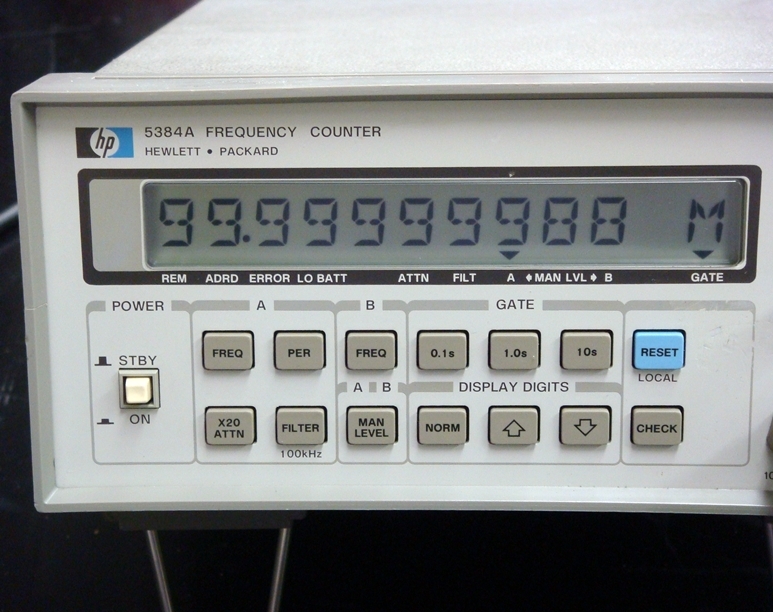 hp 5384A FREQUENCY COUNTER
HEWLETT • PACKARD
99.99999988 M
REM ADRD ERROR LO BATT ATTN FILT A MAN LVL B GATE
POWER A B GATE
STBY FREQ PER FREQ 0.1s 1.0s 10s RESET
LOCAL
A B DISPLAY DIGITS
ON X20 ATTN FILTER MAN LEVEL NORM CHECK
100kHz